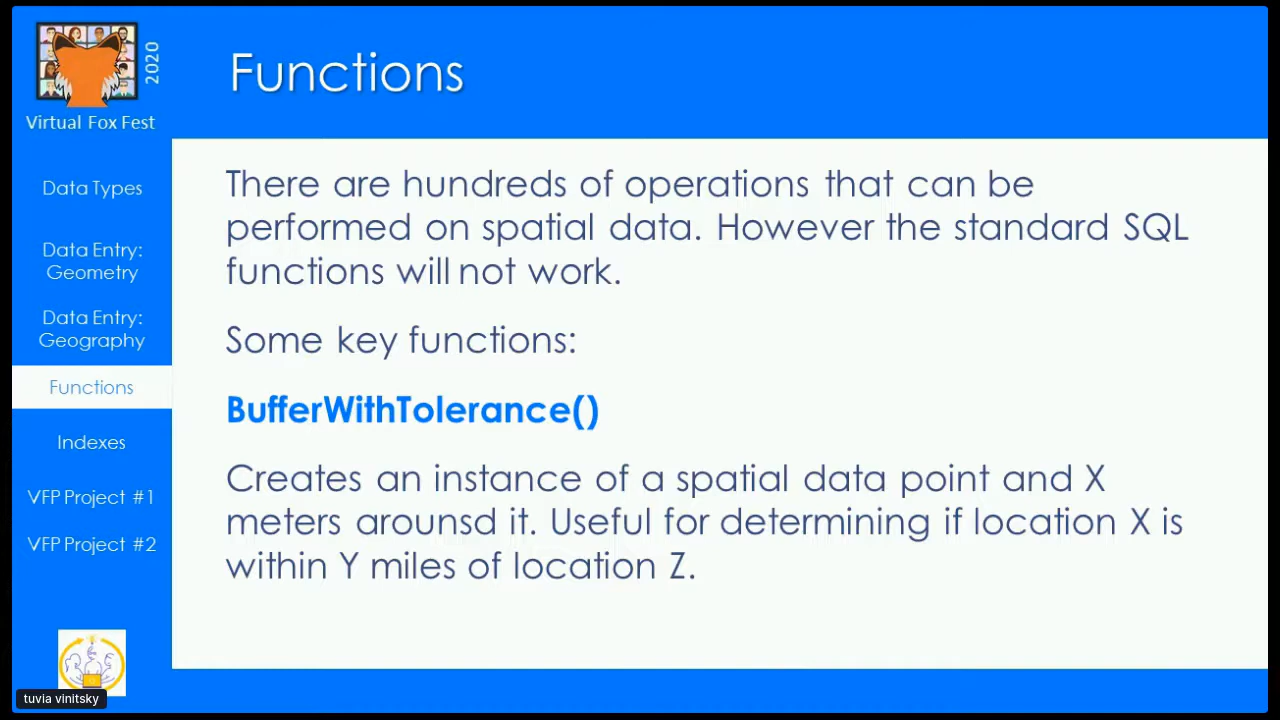 2020
Virtual Fox Fest
Functions
Data Types
Data Entry:
Geometry
Data Entry:
Geography
Functions
Indexes
VFP Project #1
VFP Project #2
There are hundreds of operations that can be
performed on spatial data. However the standard SQL
functions will not work.
Some key functions:
BufferWithTolerance()
Creates an instance of a spatial data point and X
meters arounsd it. Useful for determining if location X is
within Y miles of location Z.
tuvia vinitsky